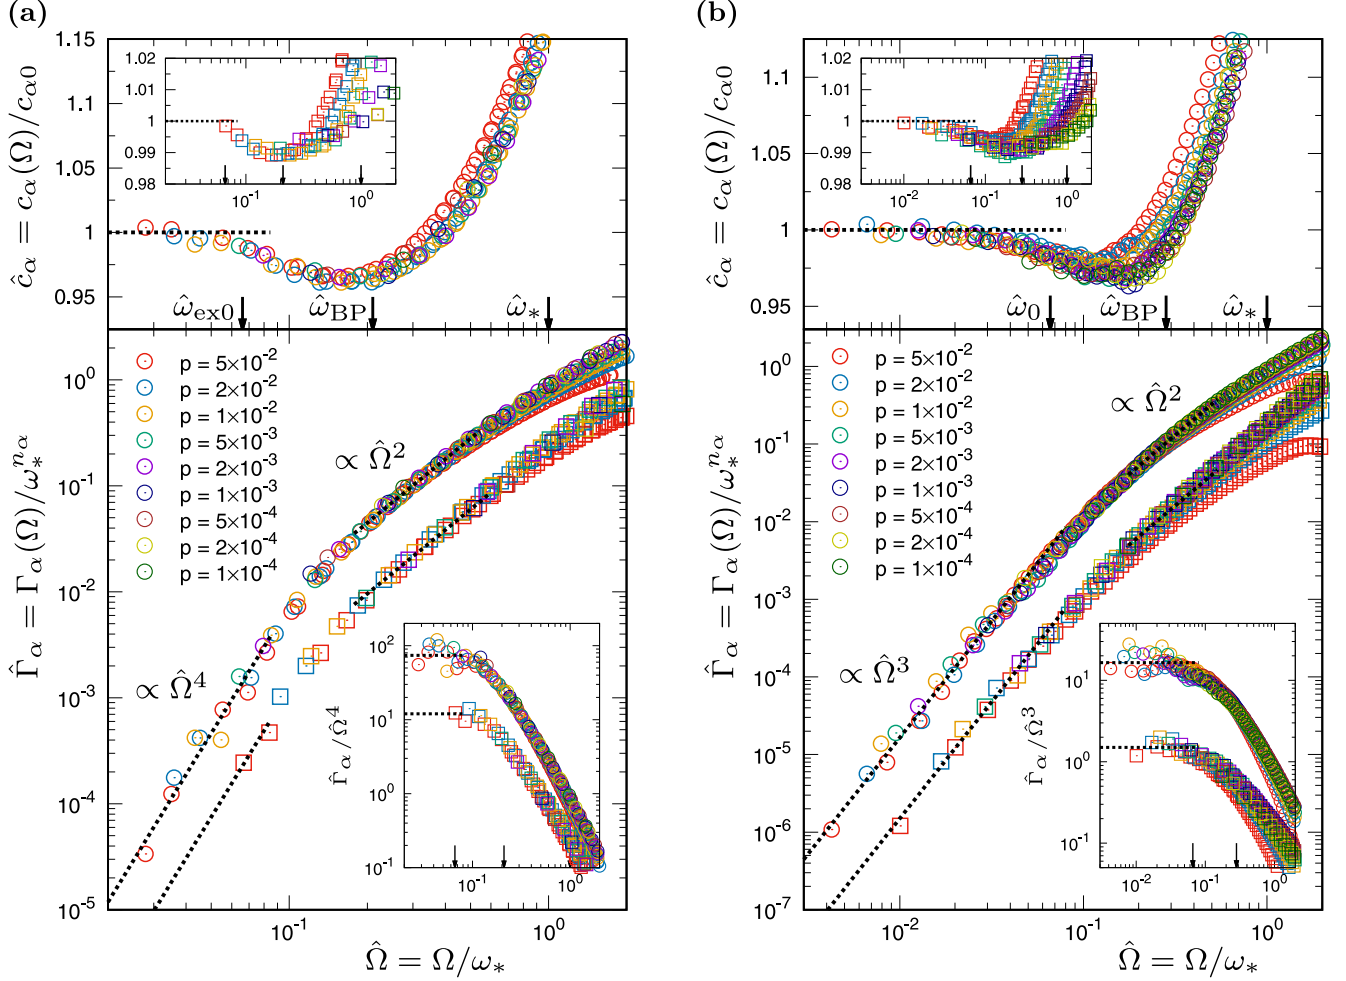 (a)
ĉ_α = c_α(Ω)/c_α0
1.15
1.10
1.05
1
0.95
1.02
1.01
1
0.99
0.98
10^-1
10^0
ω̂_ex0
ω̂_BP
ω̂_*
Γ̂_α = Γ_α(Ω)/ω_*^{n_α}
10^0
10^-1
10^-2
10^-3
10^-4
10^-5
p = 5×10^-2
p = 2×10^-2
p = 1×10^-2
p = 5×10^-3
p = 2×10^-3
p = 1×10^-3
p = 5×10^-4
p = 2×10^-4
p = 1×10^-4
∝ Ω̂^2
∝ Ω̂^4
Γ̂_α/Ω̂^4
10^2
10^1
10^0
10^-1
10^-1
10^0
10^-1
10^0
Ω̂ = Ω/ω_*
(b)
ĉ_α = c_α(Ω)/c_α0
1.10
1.05
1
0.95
1.02
1.01
1
0.99
0.98
10^-2
10^-1
10^0
ω̂_0
ω̂_BP
ω̂_*
Γ̂_α = Γ_α(Ω)/ω_*^{n_α}
10^0
10^-1
10^-2
10^-3
10^-4
10^-5
10^-6
10^-7
p = 5×10^-2
p = 2×10^-2
p = 1×10^-2
p = 5×10^-3
p = 2×10^-3
p = 1×10^-3
p = 5×10^-4
p = 2×10^-4
p = 1×10^-4
∝ Ω̂^2
∝ Ω̂^3
Γ̂_α/Ω̂^3
10^1
10^0
10^-1
10^-2
10^-1
10^0
10^-2
10^-1
10^0
Ω̂ = Ω/ω_*